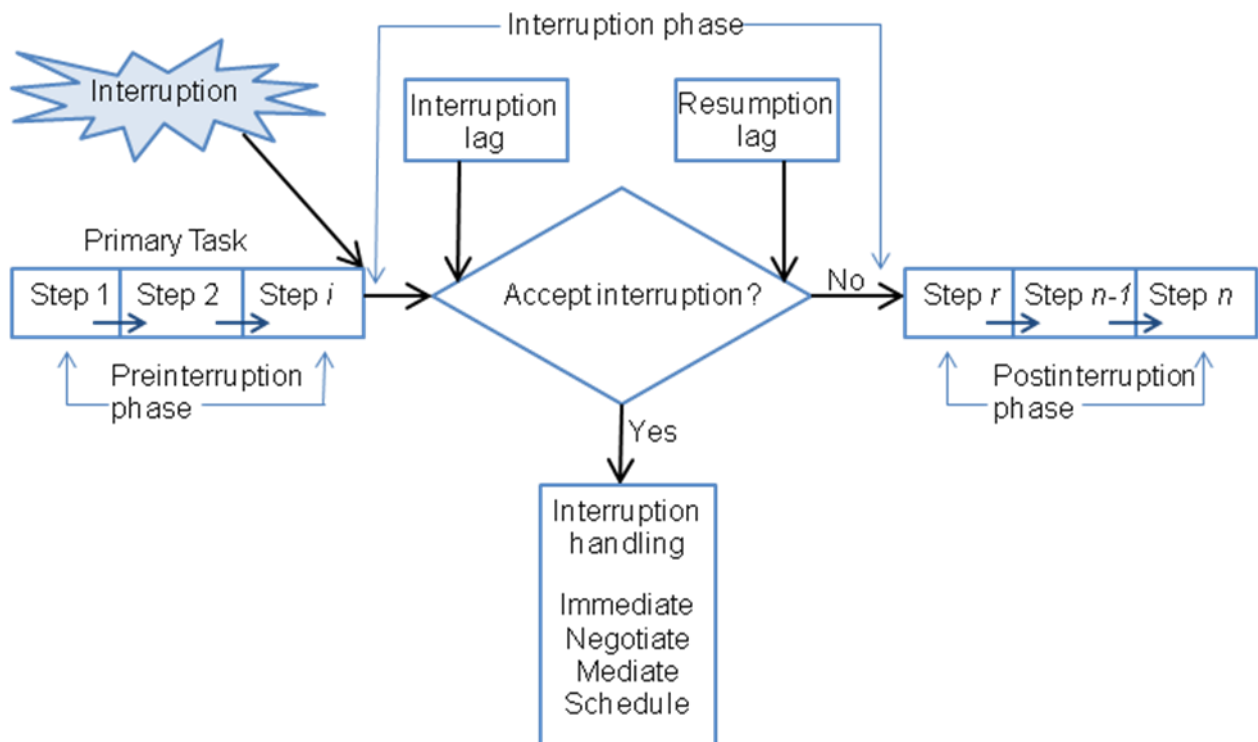 Interruption phase
Interruption
Interruption
lag
Resumption
lag
Primary Task
Step 1
Step 2
Step i
Accept interruption?
No
Step r
Step n-1
Step n
Preinterruption
phase
Postinterruption
phase
Yes
Interruption
handling
Immediate
Negotiate
Mediate
Schedule